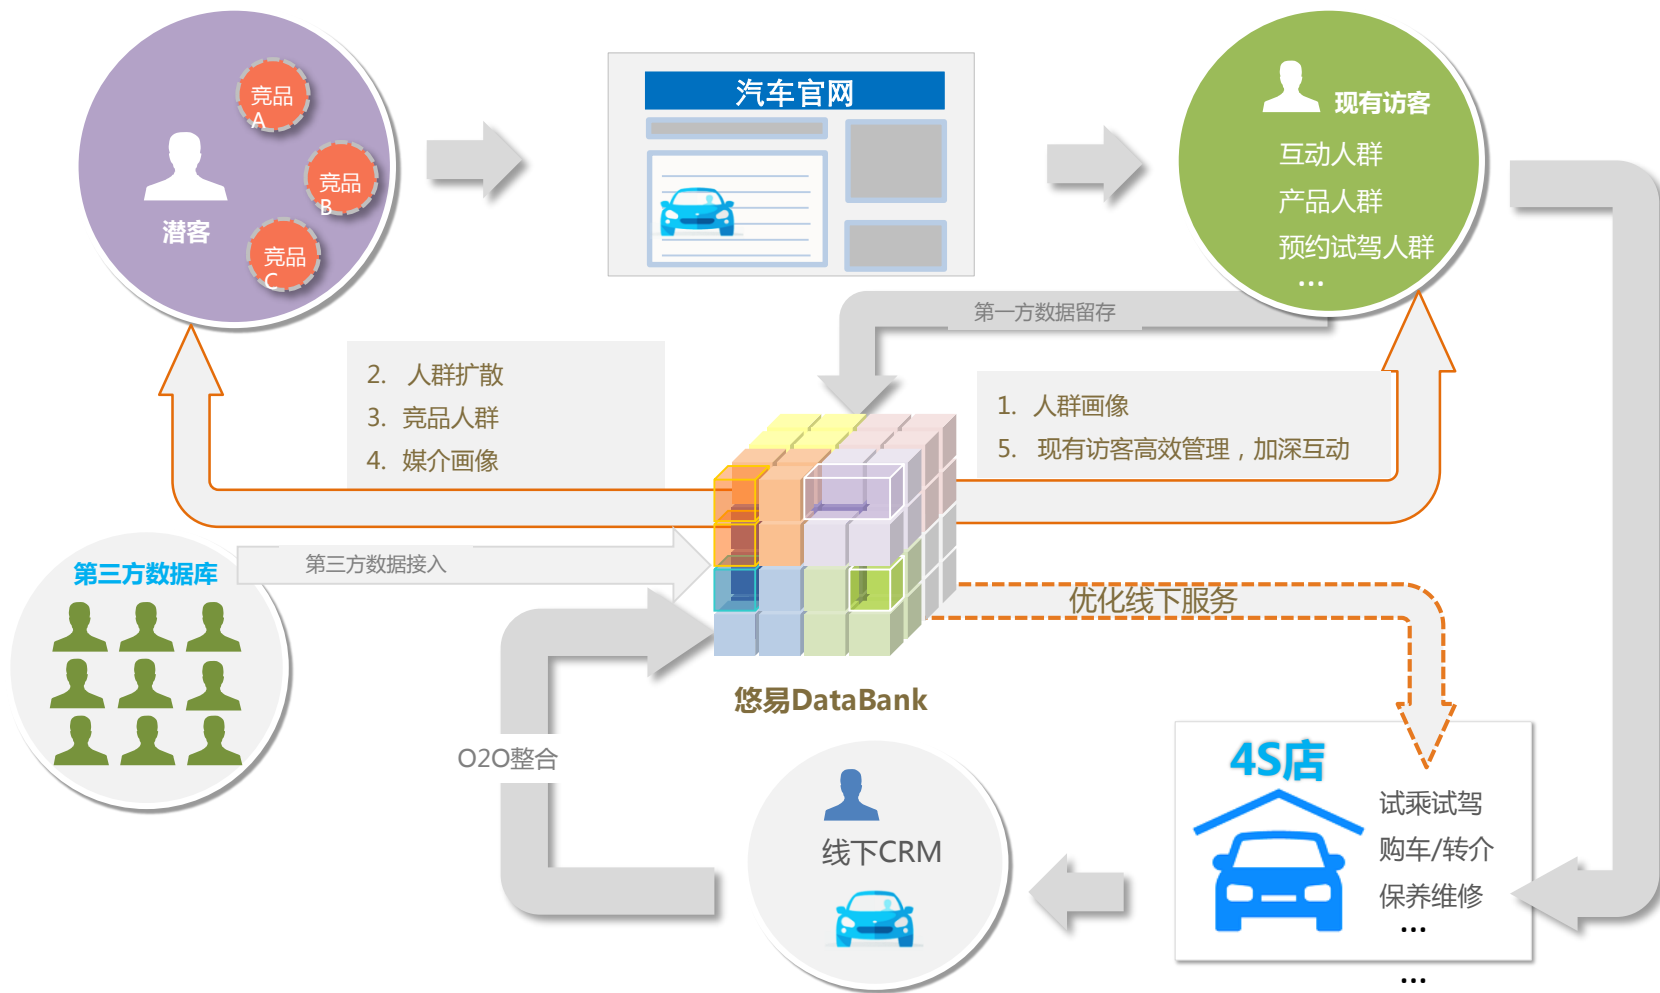 竞品
A
竞品
B
竞品
C
潜客
汽车官网
现有访客
互动人群
产品人群
预约试驾人群
...
第一方数据留存
2. 人群扩散
3. 竞品人群
4. 媒介画像
1. 人群画像
5. 现有访客高效管理，加深互动
第三方数据库
第三方数据接入
优化线下服务
悠易DataBank
O2O整合
线下CRM
4S店
试乘试驾
购车/转介
保养维修
...
...